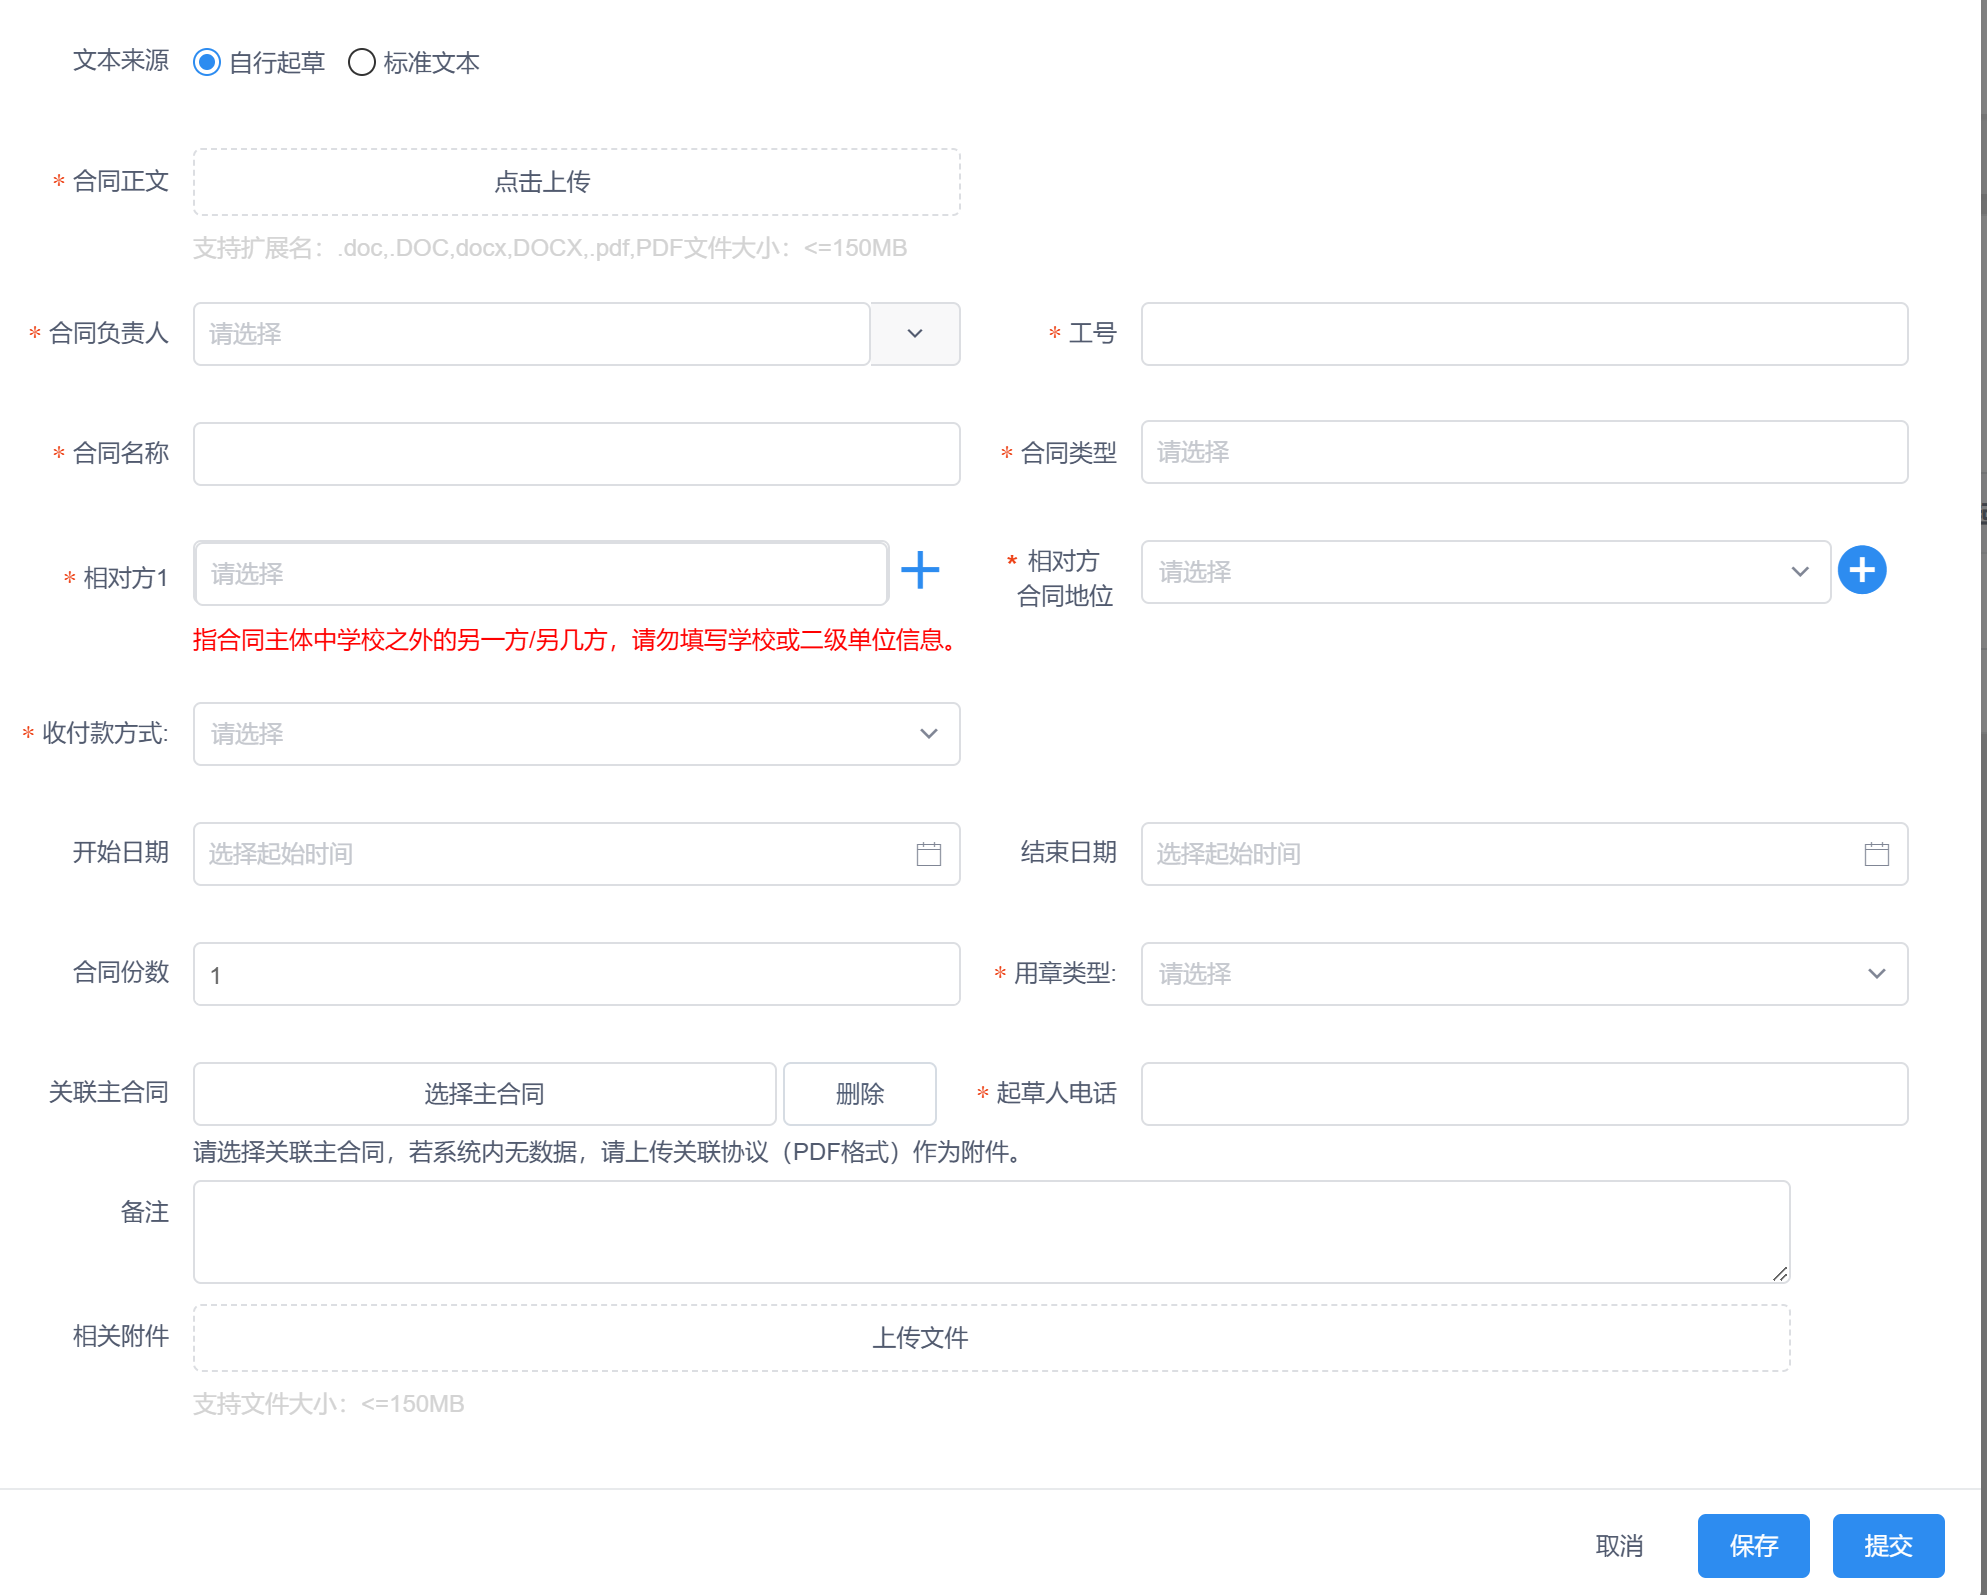 文本来源 自行起草 标准文本
* 合同正文 点击上传
支持扩展名：.doc,.DOC,docx,DOCX,.pdf,PDF文件大小：<=150MB
* 合同负责人 请选择 * 工号
* 合同名称 * 合同类型 请选择
* 相对方1 请选择 * 相对方 合同地位 请选择
指合同主体中学校之外的另一方/另几方，请勿填写学校或二级单位信息。
* 收付款方式: 请选择
开始日期 选择起始时间 结束日期 选择起始时间
合同份数 1 * 用章类型: 请选择
关联主合同 选择主合同 删除 * 起草人电话
请选择关联主合同，若系统内无数据，请上传关联协议（PDF格式）作为附件。
备注
相关附件 上传文件
支持文件大小：<=150MB
取消 保存 提交